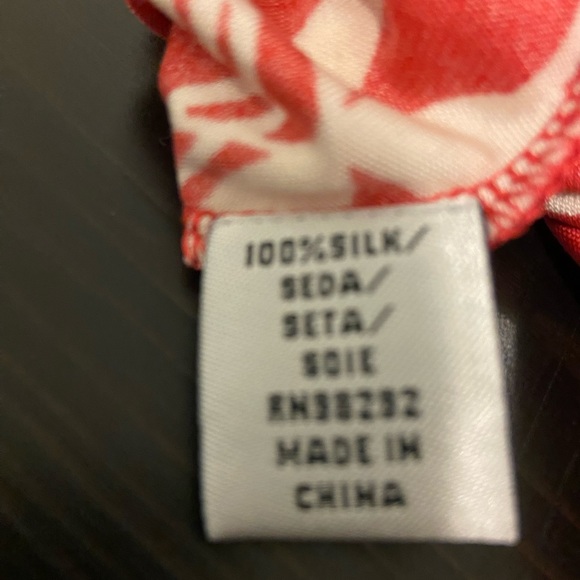 100%SILK/
SEDA/
SETA/
SOIE
MADE IN
CHINA